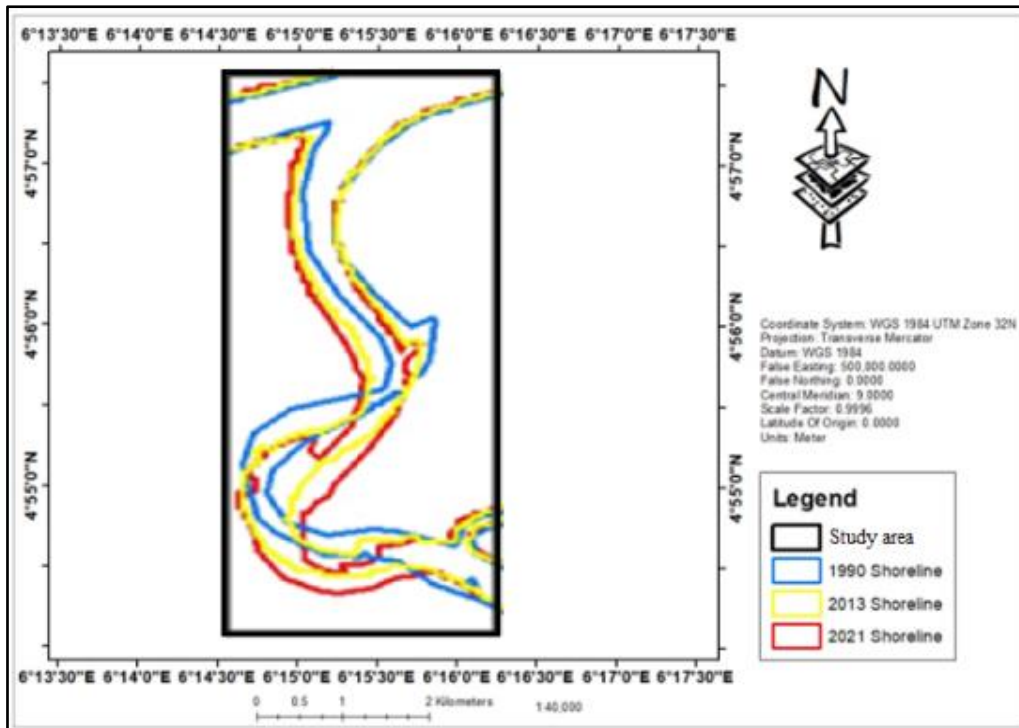 6°13'30"E 6°14'0"E 6°14'30"E 6°15'0"E 6°15'30"E 6°16'0"E 6°16'30"E 6°17'0"E 6°17'30"E
N
4°57'0"N
4°57'0"N
4°56'0"N
4°56'0"N
Coordinate System: WGS 1984 UTM Zone 32N
Projection: Transverse Mercator
Datum: WGS 1984
False Easting: 500,000.0000
False Northing: 0.0000
Central Meridian: 9.0000
Scale Factor: 0.9996
Latitude Of Origin: 0.0000
Units: Meter
4°55'0"N
4°55'0"N
Legend
Study area
1990 Shoreline
2013 Shoreline
2021 Shoreline
6°13'30"E 6°14'0"E 6°14'30"E 6°15'0"E 6°15'30"E 6°16'0"E 6°16'30"E 6°17'0"E 6°17'30"E
0 0.5 1 2 Kilometers
1:40,000